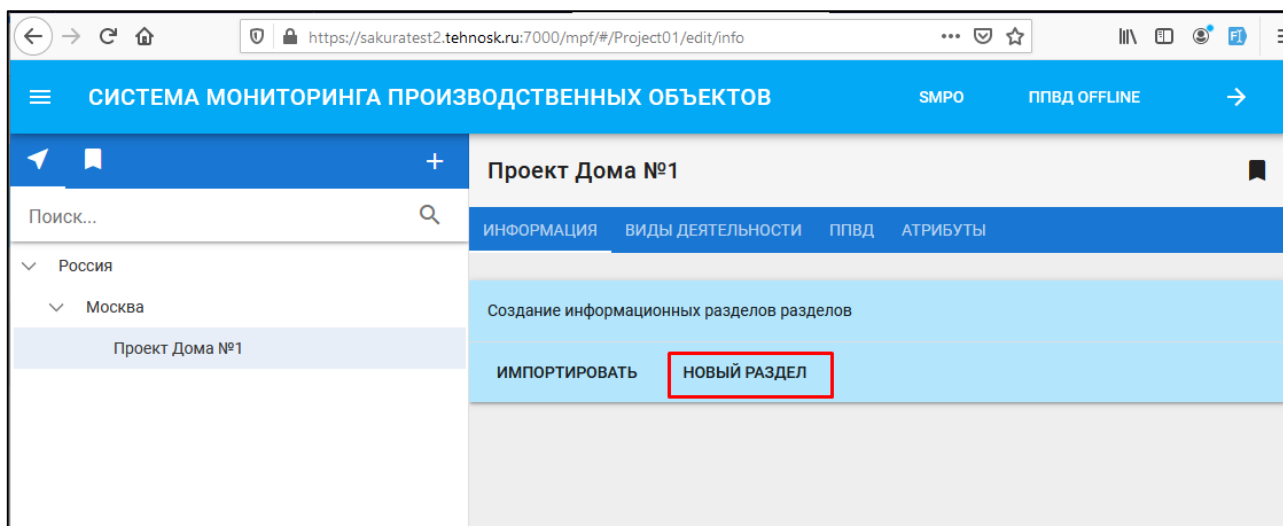 https://sakuratest2.tehnosk.ru:7000/mpf/#/Project01/edit/info
СИСТЕМА МОНИТОРИНГА ПРОИЗВОДСТВЕННЫХ ОБЪЕКТОВ SMPO ППВД OFFLINE
Проект Дома №1
Поиск...
ИНФОРМАЦИЯ ВИДЫ ДЕЯТЕЛЬНОСТИ ППВД АТРИБУТЫ
Россия
Москва
Проект Дома №1
Создание информационных разделов разделов
ИМПОРТИРОВАТЬ НОВЫЙ РАЗДЕЛ